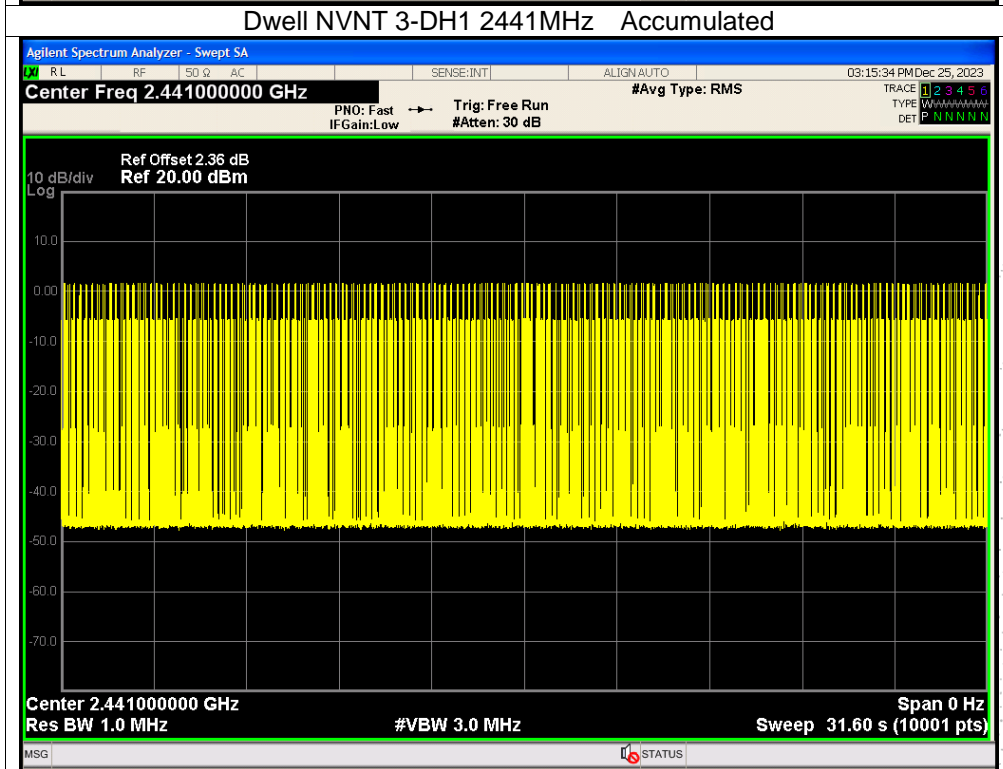 Dwell NVNT 3-DH1 2441MHz Accumulated
Agilent Spectrum Analyzer - Swept SA
LXI RL RF 50 Ω AC SENSE:INT ALIGN AUTO 03:15:34 PM Dec 25, 2023
Center Freq 2.441000000 GHz #Avg Type: RMS TRACE 1 2 3 4 5 6
PNO: Fast Trig: Free Run TYPE WWWWWW
IFGain:Low #Atten: 30 dB DET P N N N N N
Ref Offset 2.36 dB
10 dB/div Ref 20.00 dBm
Log
10.0
0.00
-10.0
-20.0
-30.0
-40.0
-50.0
-60.0
-70.0
Center 2.441000000 GHz Span 0 Hz
Res BW 1.0 MHz #VBW 3.0 MHz Sweep 31.60 s (10001 pts)
MSG STATUS